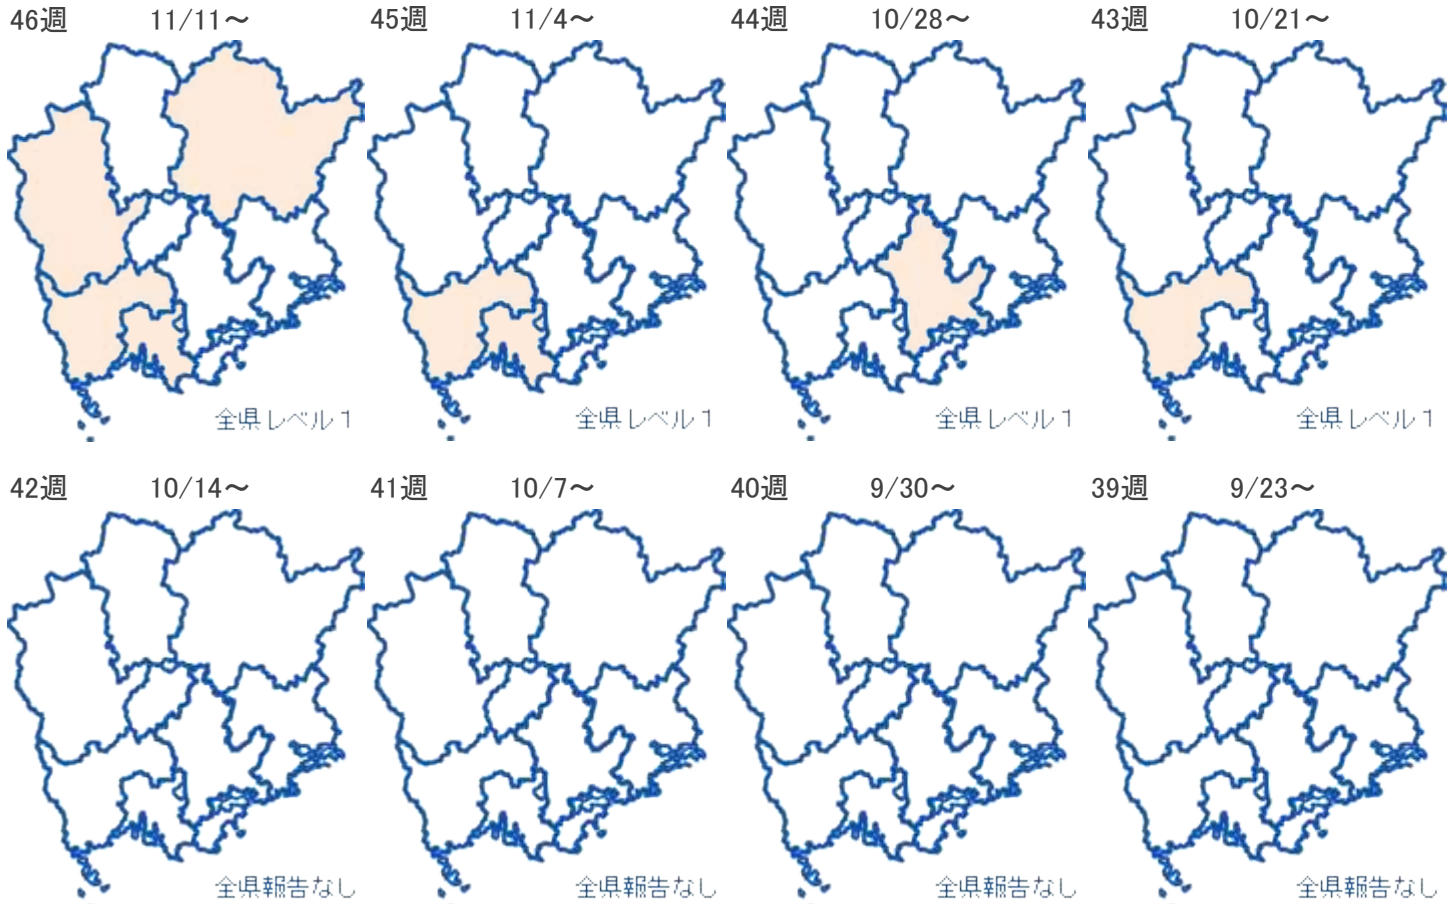 46週 11/11～ 45週 11/4～ 44週 10/28～ 43週 10/21～
全県レベル１ 全県レベル１ 全県レベル１ 全県レベル１
42週 10/14～ 41週 10/7～ 40週 9/30～ 39週 9/23～
全県報告なし 全県報告なし 全県報告なし 全県報告なし